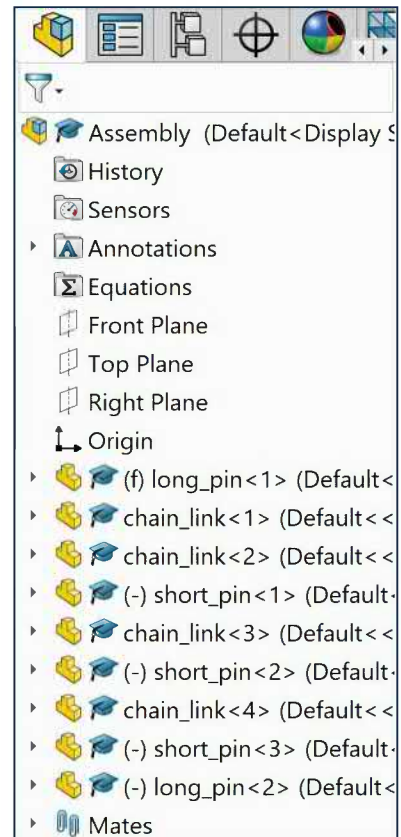 Assembly (Default<Display S
History
Sensors
Annotations
Equations
Front Plane
Top Plane
Right Plane
Origin
(f) long_pin<1> (Default<
chain_link<1> (Default<<
chain_link<2> (Default<<
(-) short_pin<1> (Default<
chain_link<3> (Default<<
(-) short_pin<2> (Default<
chain_link<4> (Default<<
(-) short_pin<3> (Default<
(-) long_pin<2> (Default<
Mates